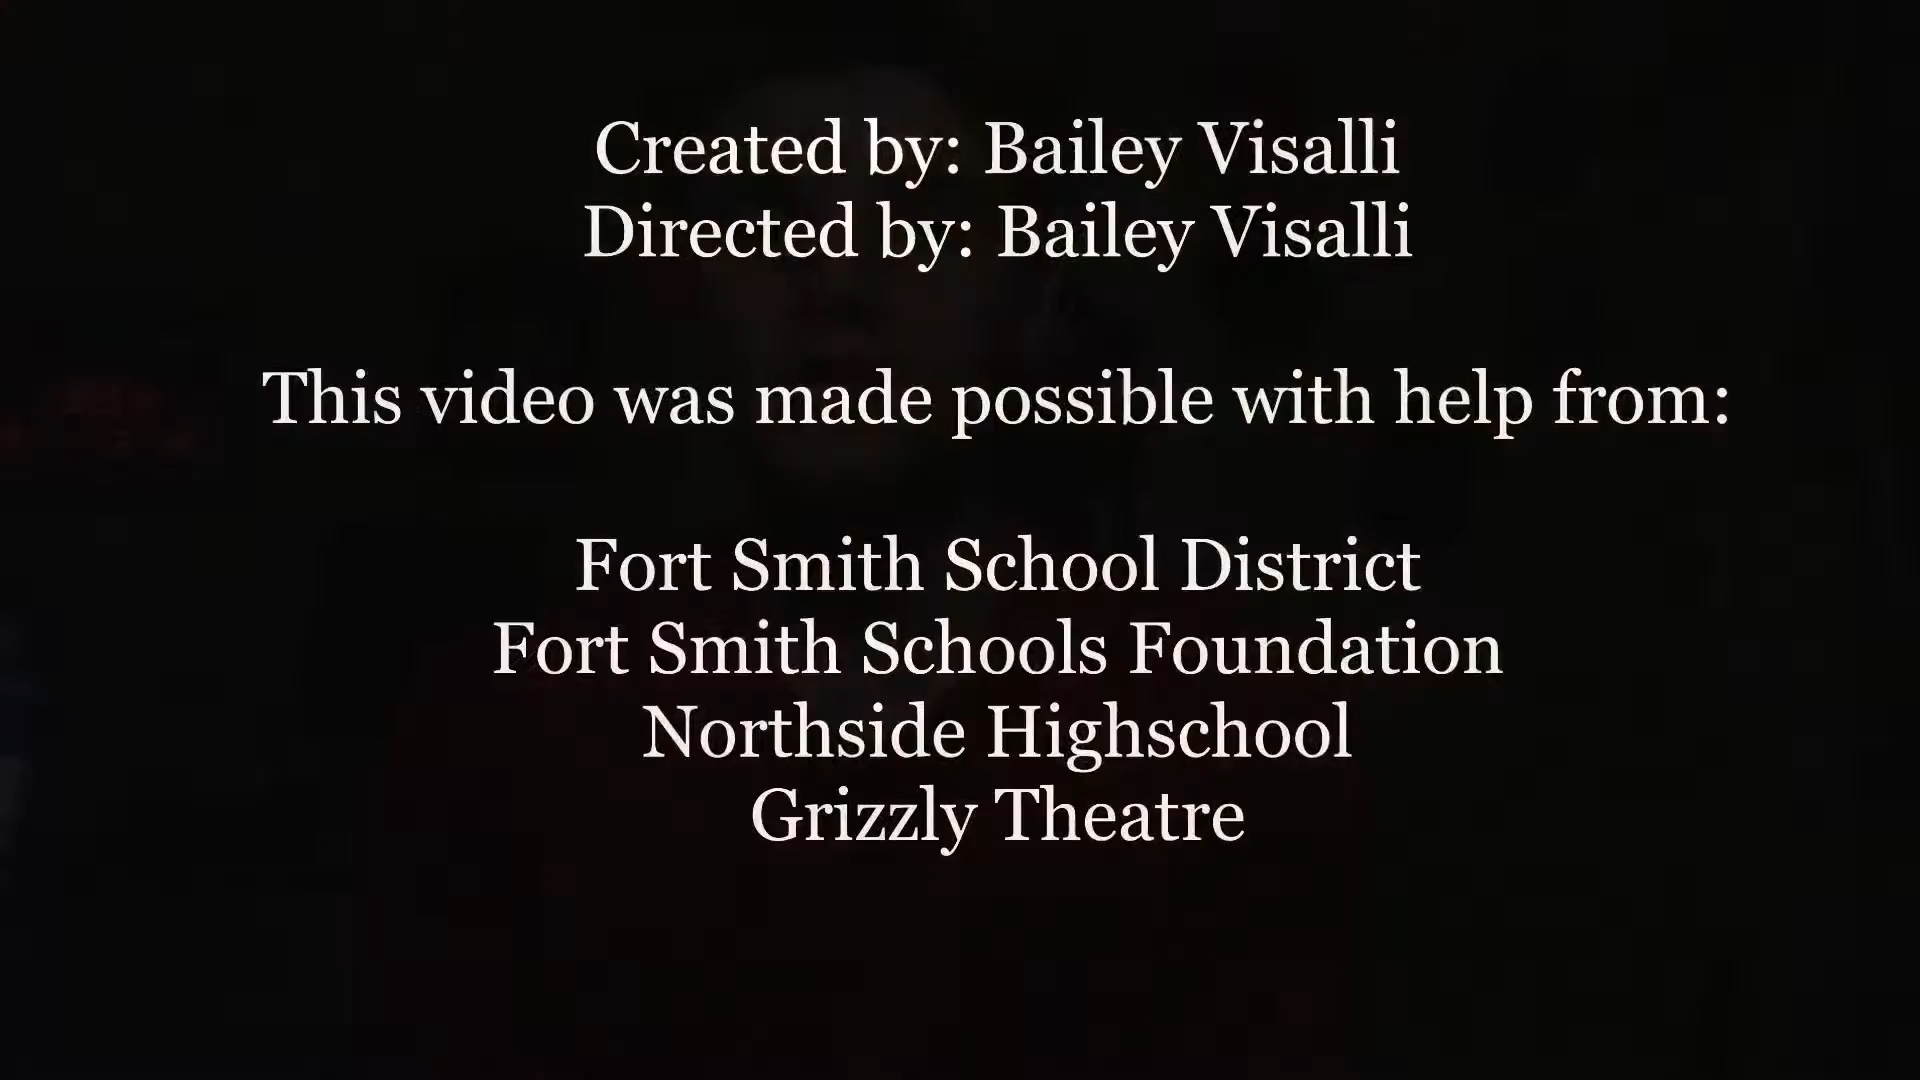 Created by: Bailey Visalli
Directed by: Bailey Visalli
This video was made possible with help from:
Fort Smith School District
Fort Smith Schools Foundation
Northside Highschool
Grizzly Theatre